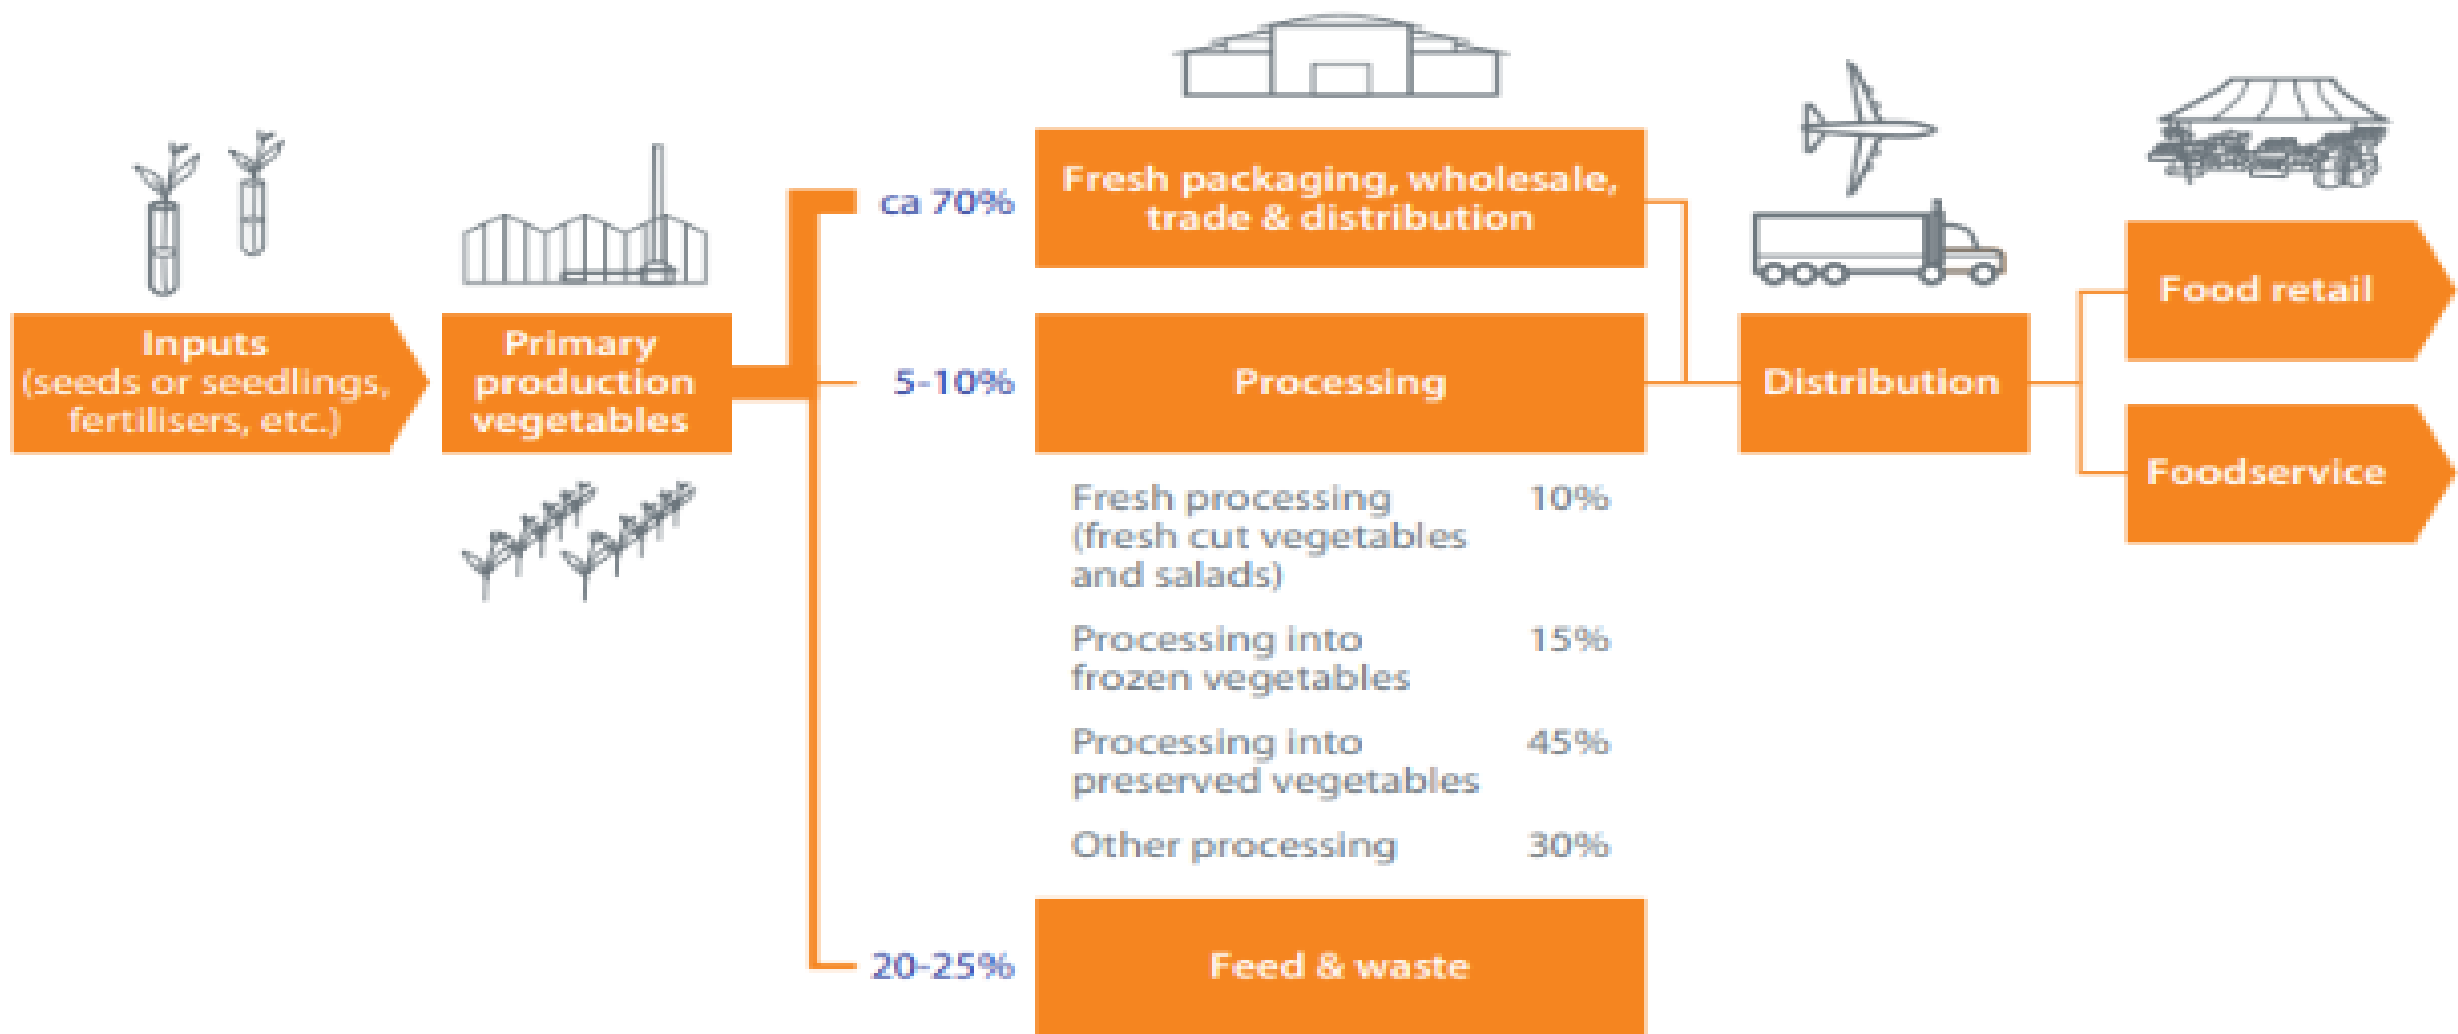 Inputs
(seeds or seedlings,
fertilisers, etc.)
Primary
production
vegetables
ca 70%
Fresh packaging, wholesale,
trade & distribution
5-10%
Processing
Fresh processing 10%
(fresh cut vegetables
and salads)
Processing into 15%
frozen vegetables
Processing into 45%
preserved vegetables
Other processing 30%
20-25%
Feed & waste
Distribution
Food retail
Foodservice